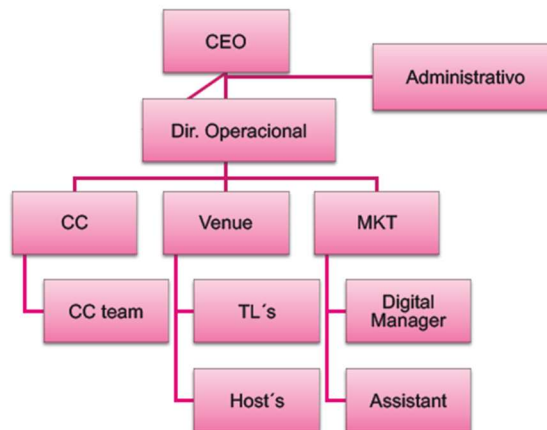 CEO
Administrativo
Dir. Operacional
CC
Venue
MKT
CC team
TL´s
Digital
Manager
Host´s
Assistant